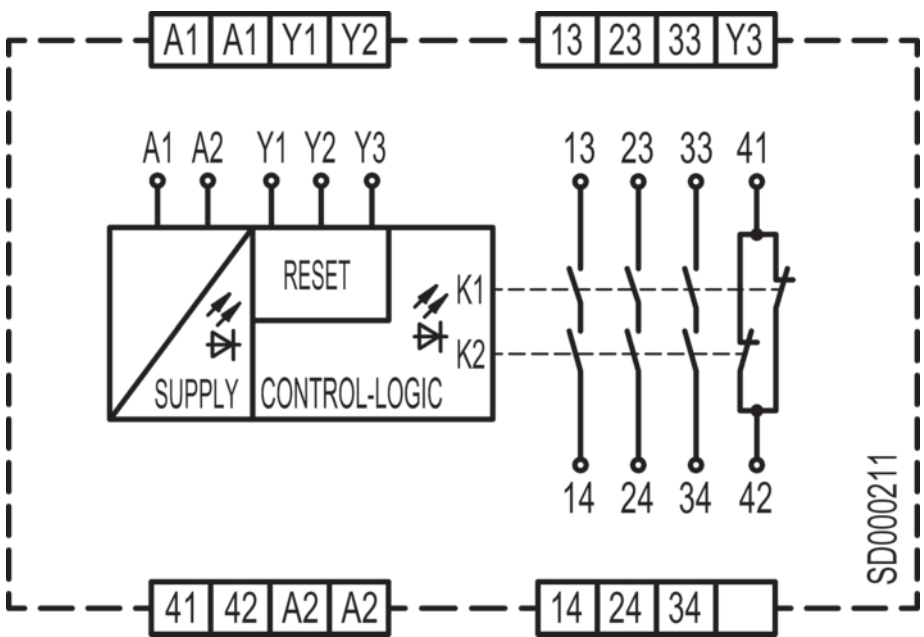 A1 A1 Y1 Y2 13 23 33 Y3
A1 A2 Y1 Y2 Y3 13 23 33 41
RESET
K1
K2
SUPPLY CONTROL-LOGIC
14 24 34 42
SD000211
41 42 A2 A2 14 24 34